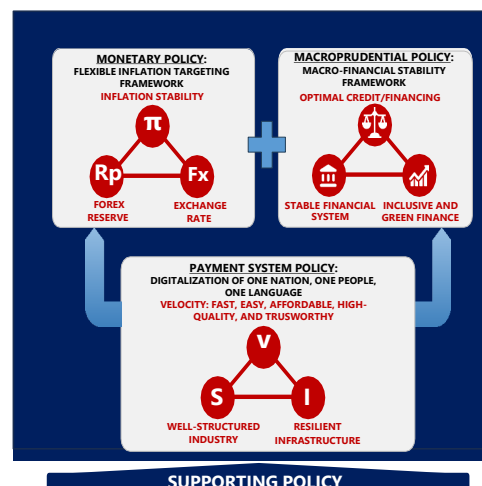 MONETARY POLICY:
FLEXIBLE INFLATION TARGETING
FRAMEWORK
INFLATION STABILITY
π
Rp
Fx
FOREX
RESERVE
EXCHANGE
RATE
MACROPRUDENTIAL POLICY:
MACRO-FINANCIAL STABILITY
FRAMEWORK
OPTIMAL CREDIT/FINANCING
STABLE FINANCIAL
SYSTEM
INCLUSIVE AND
GREEN FINANCE
PAYMENT SYSTEM POLICY:
DIGITALIZATION OF ONE NATION, ONE PEOPLE,
ONE LANGUAGE
VELOCITY: FAST, EASY, AFFORDABLE, HIGH-
QUALITY, AND TRUSWORTHY
V
S
I
WELL-STRUCTURED
INDUSTRY
RESILIENT
INFRASTRUCTURE
SUPPORTING POLICY